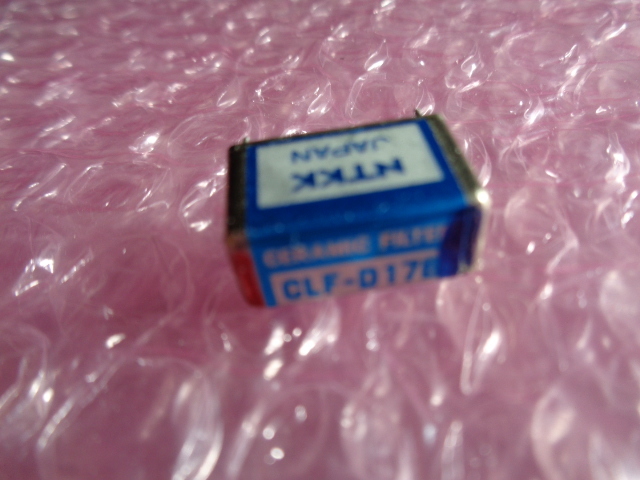 NTKK
JAPAN
CERAMIC FILTER
CLF-D17